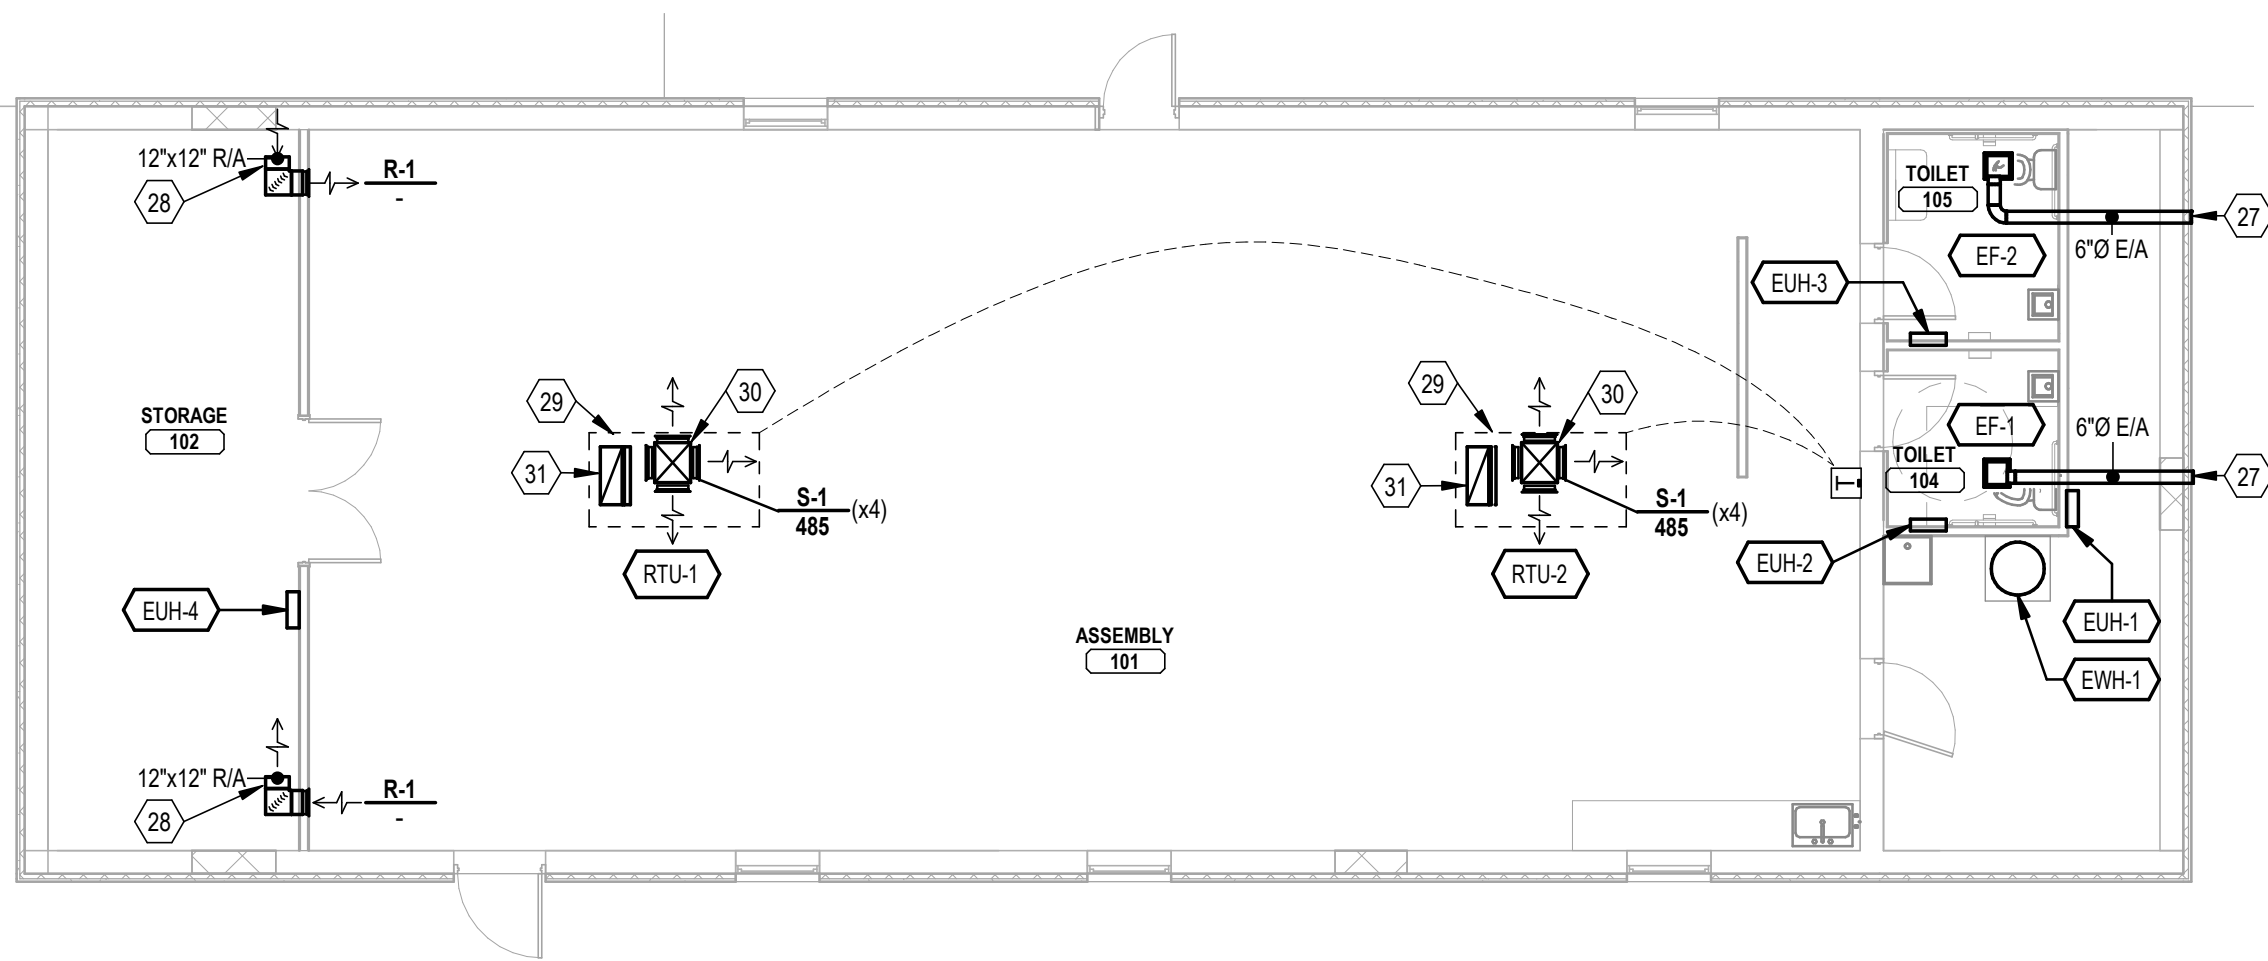 12"x12" R/A
28
R-1
-
TOILET
105
27
6"Ø E/A
EF-2
EUH-3
STORAGE
102
29
30
31
S-1
485
(x4)
RTU-1
29
30
31
S-1
485
(x4)
RTU-2
T
EF-1
6"Ø E/A
TOILET
104
27
EUH-2
EUH-1
EWH-1
EUH-4
ASSEMBLY
101
12"x12" R/A
28
R-1
-